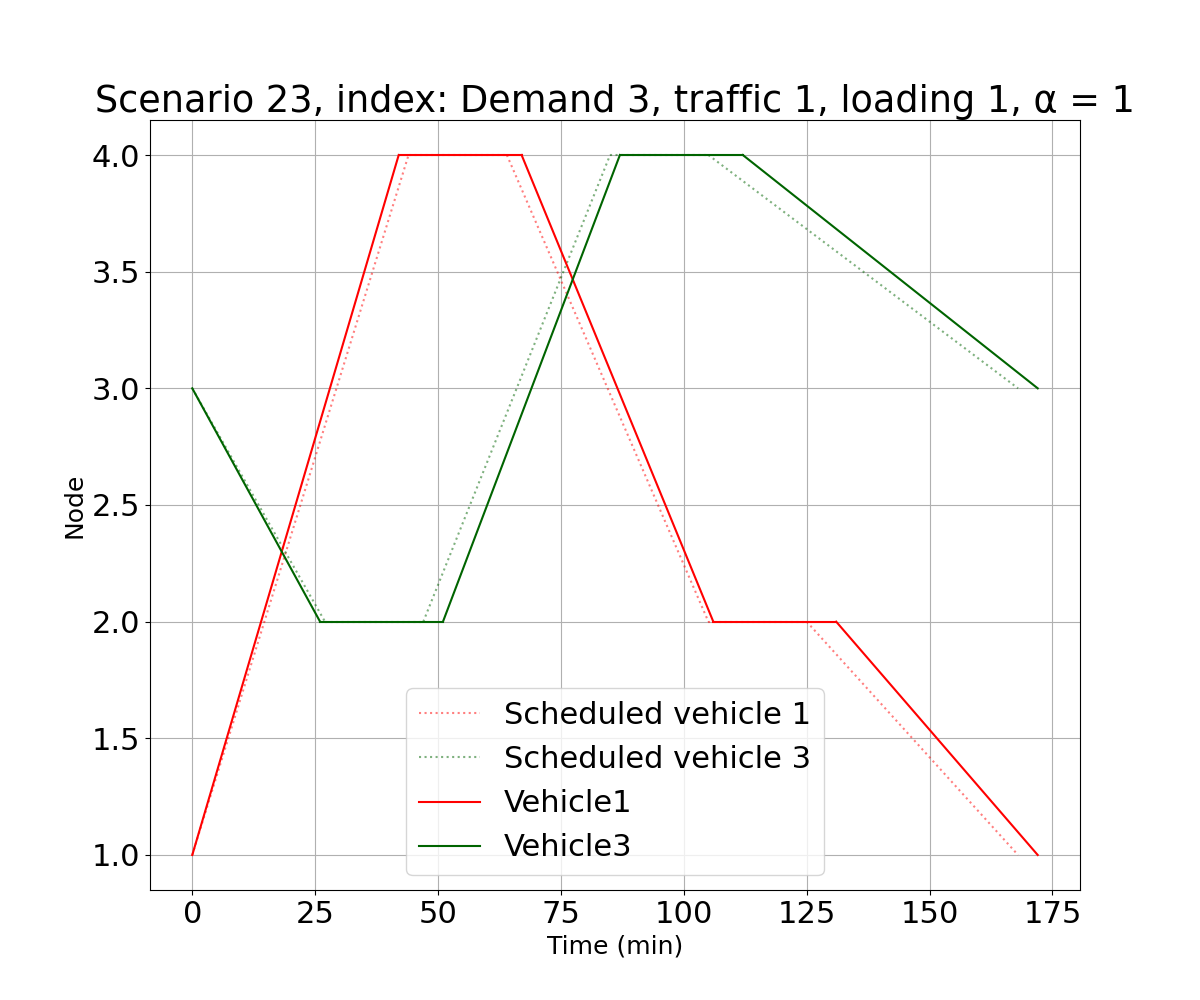 Scenario 23, index: Demand 3, traffic 1, loading 1, α = 1
4.0
3.5
3.0
2.5
2.0
1.5
1.0
Node
Scheduled vehicle 1
Scheduled vehicle 3
Vehicle1
Vehicle3
0 25 50 75 100 125 150 175
Time (min)